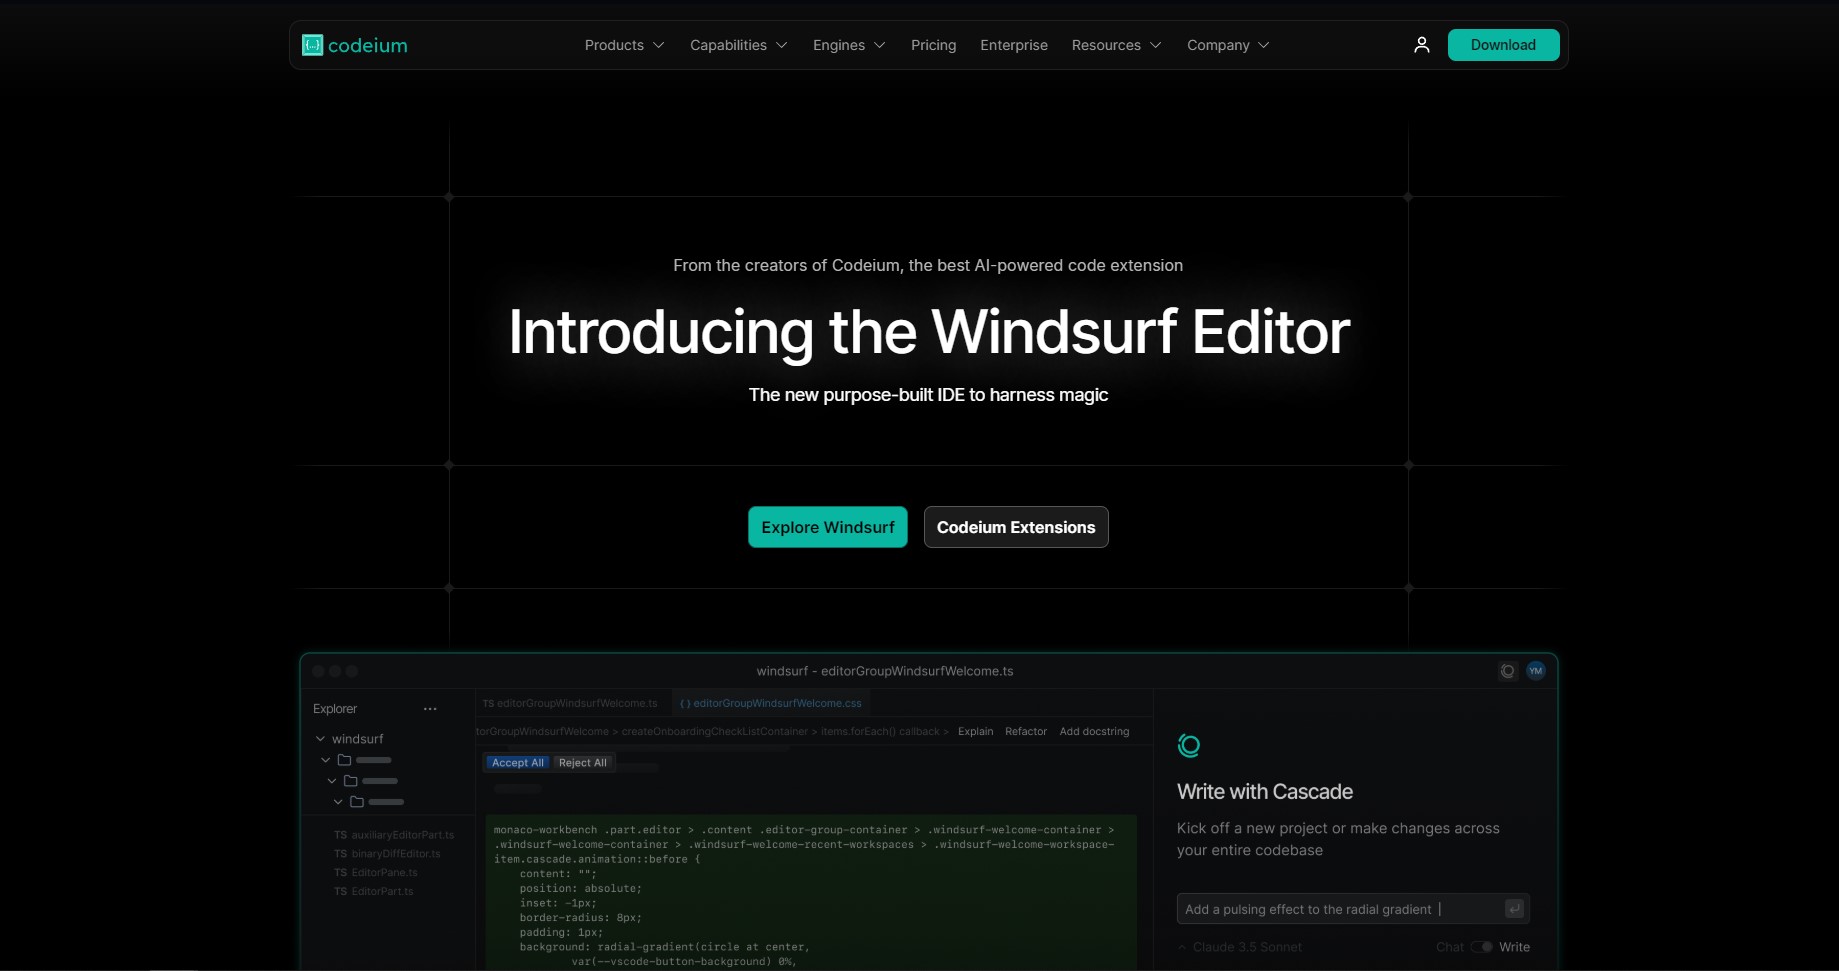 codeium
Products
Capabilities
Engines
Pricing
Enterprise
Resources
Company
Download
From the creators of Codeium, the best AI-powered code extension
Introducing the Windsurf Editor
The new purpose-built IDE to harness magic
Explore Windsurf
Codeium Extensions
windsurf - editorGroupWindsurfWelcome.ts
YM
Explorer
windsurf
TS auxiliaryEditorPart.ts
TS binaryDiffEditor.ts
TS EditorPane.ts
TS EditorPart.ts
TS editorGroupWindsurfWelcome.ts
{ } editorGroupWindsurfWelcome.css
torGroupWindsurfWelcome > createOnboardingCheckListContainer > items.forEach() callback >
Explain
Refactor
Add docstring
Accept All
Reject All
monaco-workbench .part.editor > .content .editor-group-container > .windsurf-welcome-container >
.windsurf-welcome-container > .windsurf-welcome-recent-workspaces > .windsurf-welcome-workspace-
item.cascade.animation::before {
content: "";
position: absolute;
inset: -1px;
border-radius: 8px;
padding: 1px;
background: radial-gradient(circle at center,
var(--vscode-button-background) 0%,
Write with Cascade
Kick off a new project or make changes across
your entire codebase
Add a pulsing effect to the radial gradient
Claude 3.5 Sonnet
Chat
Write